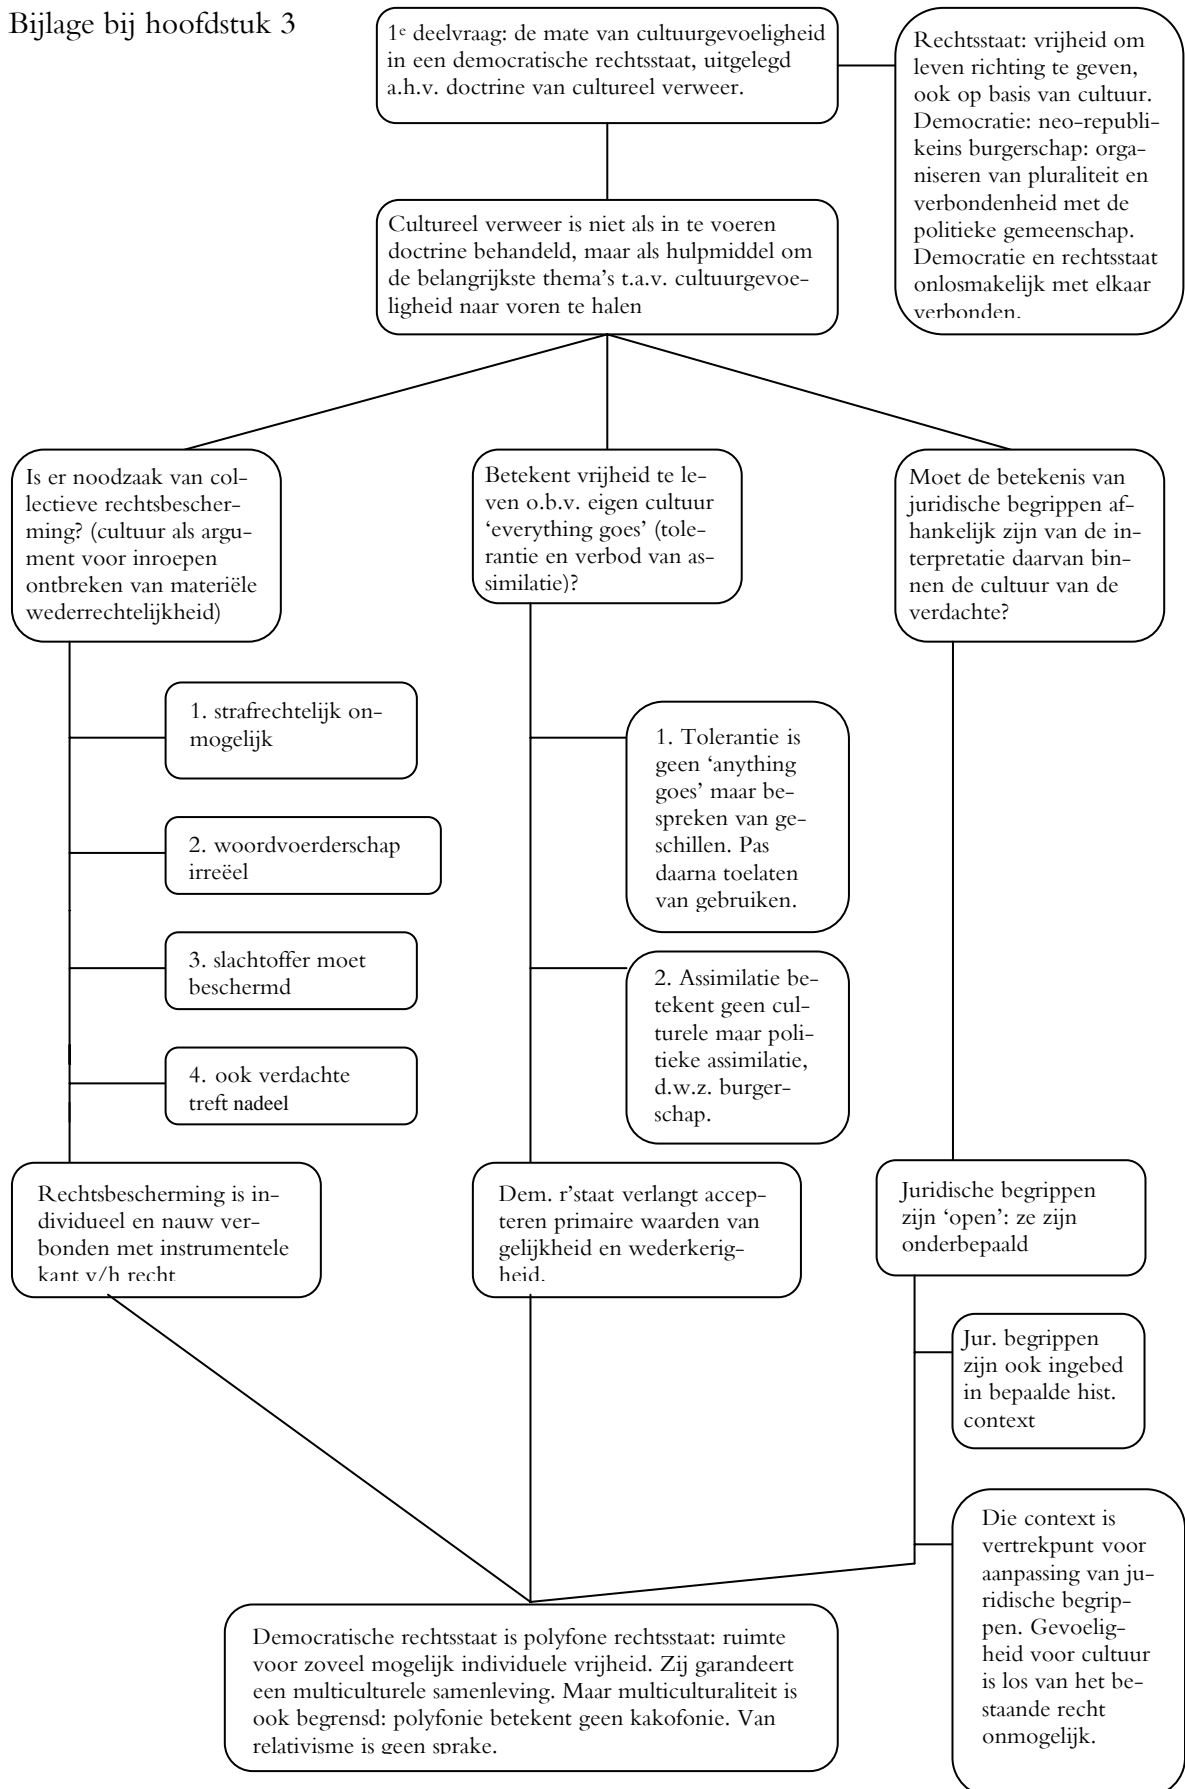 Bijlage bij hoofdstuk 3
1e deelvraag: de mate van cultuurgevoeligheid
in een democratische rechtsstaat, uitgelegd
a.h.v. doctrine van cultureel verweer.
Rechtsstaat: vrijheid om
leven richting te geven,
ook op basis van cultuur.
Democratie: neo-republi-
keins burgerschap: orga-
niseren van pluraliteit en
verbondenheid met de
politieke gemeenschap.
Democratie en rechtsstaat
onlosmakelijk met elkaar
verbonden.
Cultureel verweer is niet als in te voeren
doctrine behandeld, maar als hulpmiddel om
de belangrijkste thema's t.a.v. cultuurgevoe-
ligheid naar voren te halen
Is er noodzaak van col-
lectieve rechtsbescher-
ming? (cultuur als argu-
ment voor inroepen
ontbreken van materiële
wederrechtelijkheid)
Betekent vrijheid te le-
ven o.b.v. eigen cultuur
‘everything goes’ (tole-
rantie en verbod van as-
similatie)?
Moet de betekenis van
juridische begrippen af-
hankelijk zijn van de in-
terpretatie daarvan bin-
nen de cultuur van de
verdachte?
1. strafrechtelijk on-
mogelijk
2. woordvoerderschap
irreëel
3. slachtoffer moet
beschermd
4. ook verdachte
treft nadeel
1. Tolerantie is
geen ‘anything
goes’ maar be-
spreken van ge-
schillen. Pas
daarna toelaten
van gebruiken.
2. Assimilatie be-
tekent geen cul-
turele maar poli-
tieke assimilatie,
d.w.z. burger-
schap.
Rechtsbescherming is in-
dividueel en nauw ver-
bonden met instrumentele
kant v/h recht
Dem. r'staat verlangt accep-
teren primaire waarden van
gelijkheid en wederkerig-
heid.
Juridische begrippen
zijn ‘open’: ze zijn
onderbepaald
Jur. begrippen
zijn ook ingebed
in bepaalde hist.
context
Die context is
vertrekpunt voor
aanpassing van ju-
ridische begrip-
pen. Gevoelig-
heid voor cultuur
is los van het be-
staande recht
onmogelijk.
Democratische rechtsstaat is polyfone rechtsstaat: ruimte
voor zoveel mogelijk individuele vrijheid. Zij garandeert
een multiculturele samenleving. Maar multiculturaliteit is
ook begrensd: polyfonie betekent geen kakofonie. Van
relativisme is geen sprake.